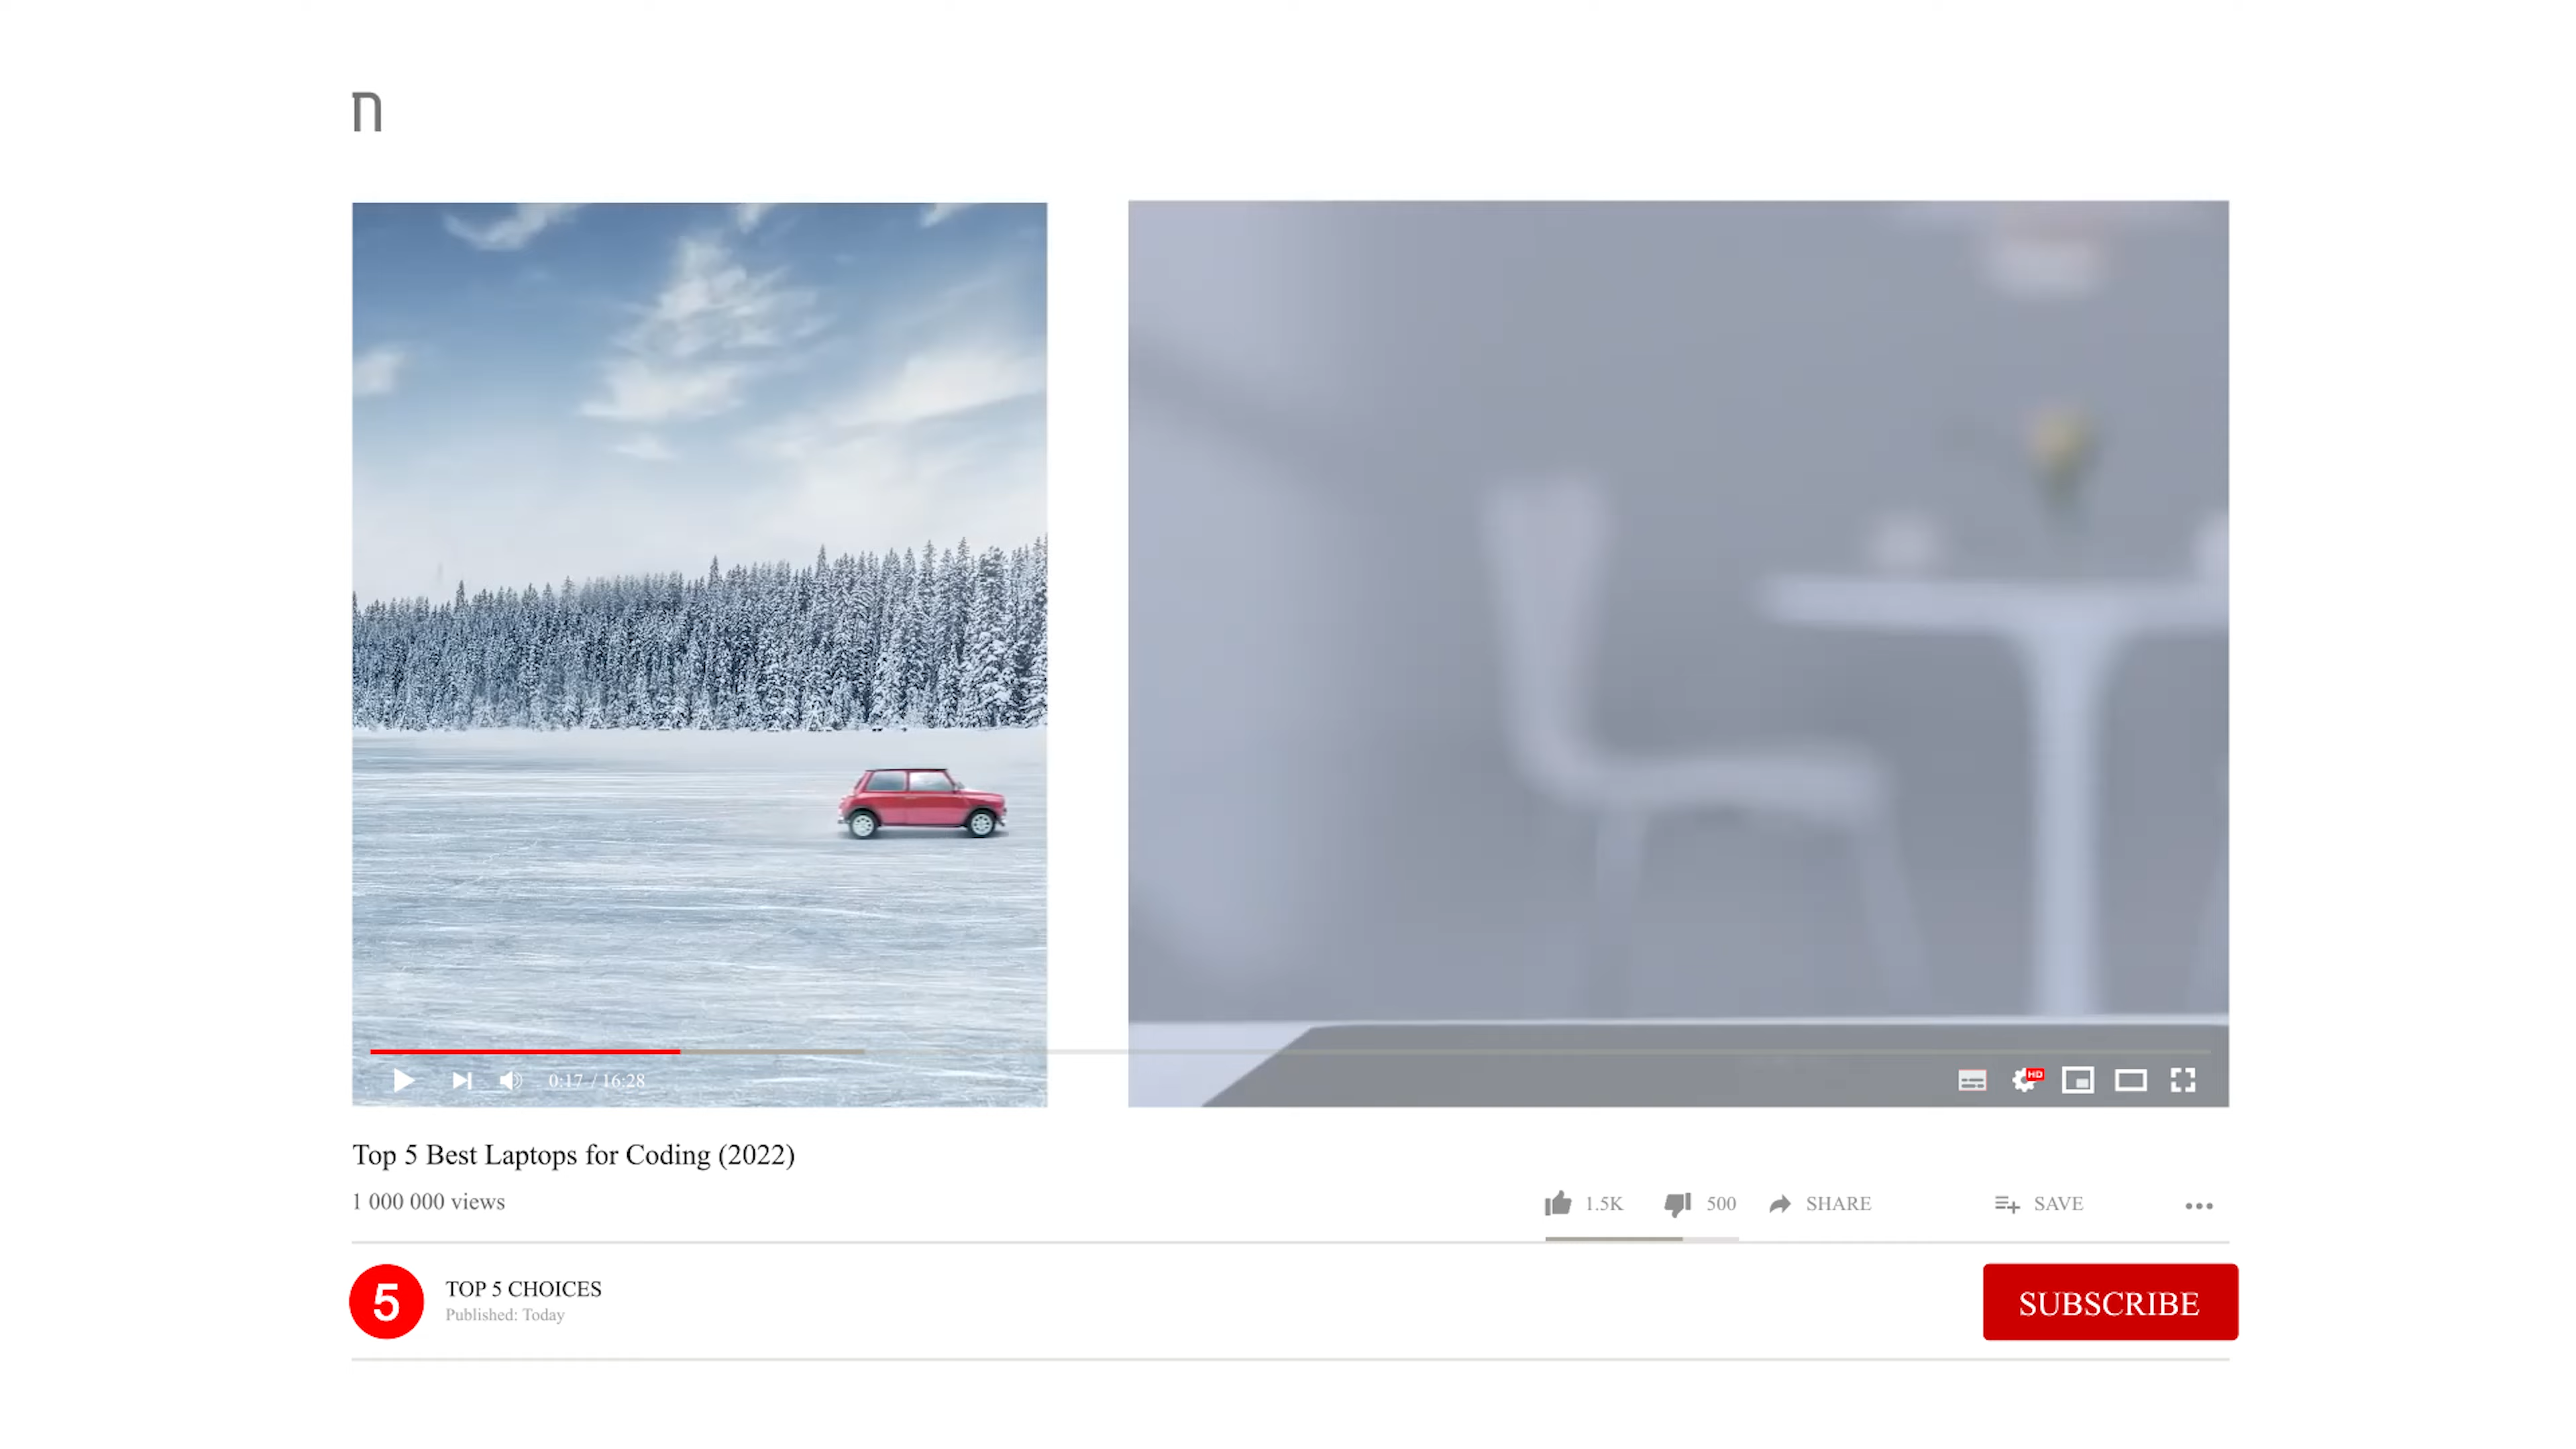 n
0:17 / 16:28
HD
Top 5 Best Laptops for Coding (2022)
1 000 000 views
1.5K 500 SHARE SAVE
5 TOP 5 CHOICES
Published: Today
SUBSCRIBE